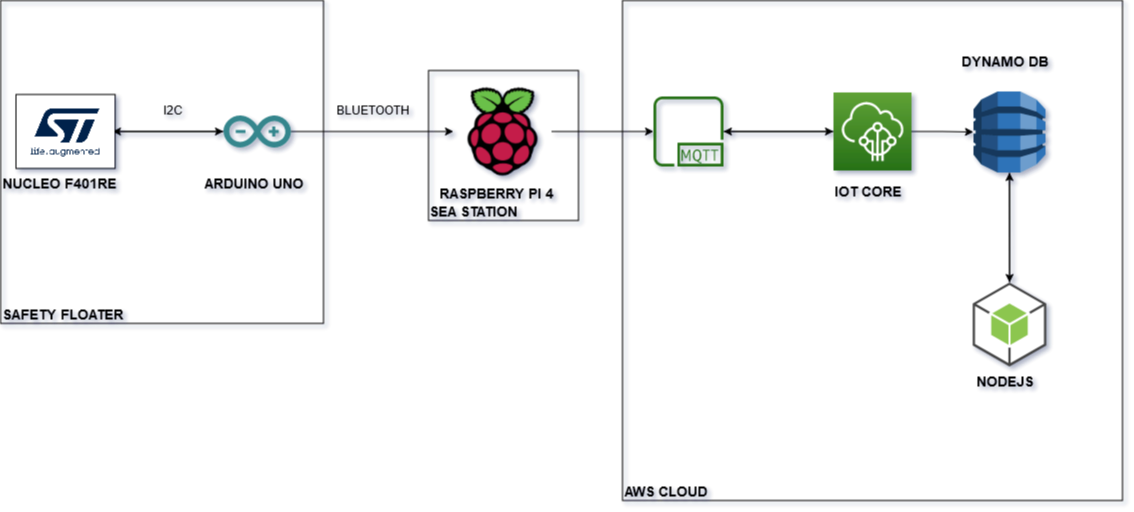 DYNAMO DB
I2C
BLUETOOTH
life.augmented
MQTT
NUCLEO F401RE
ARDUINO UNO
RASPBERRY PI 4
IOT CORE
SEA STATION
SAFETY FLOATER
NODEJS
AWS CLOUD